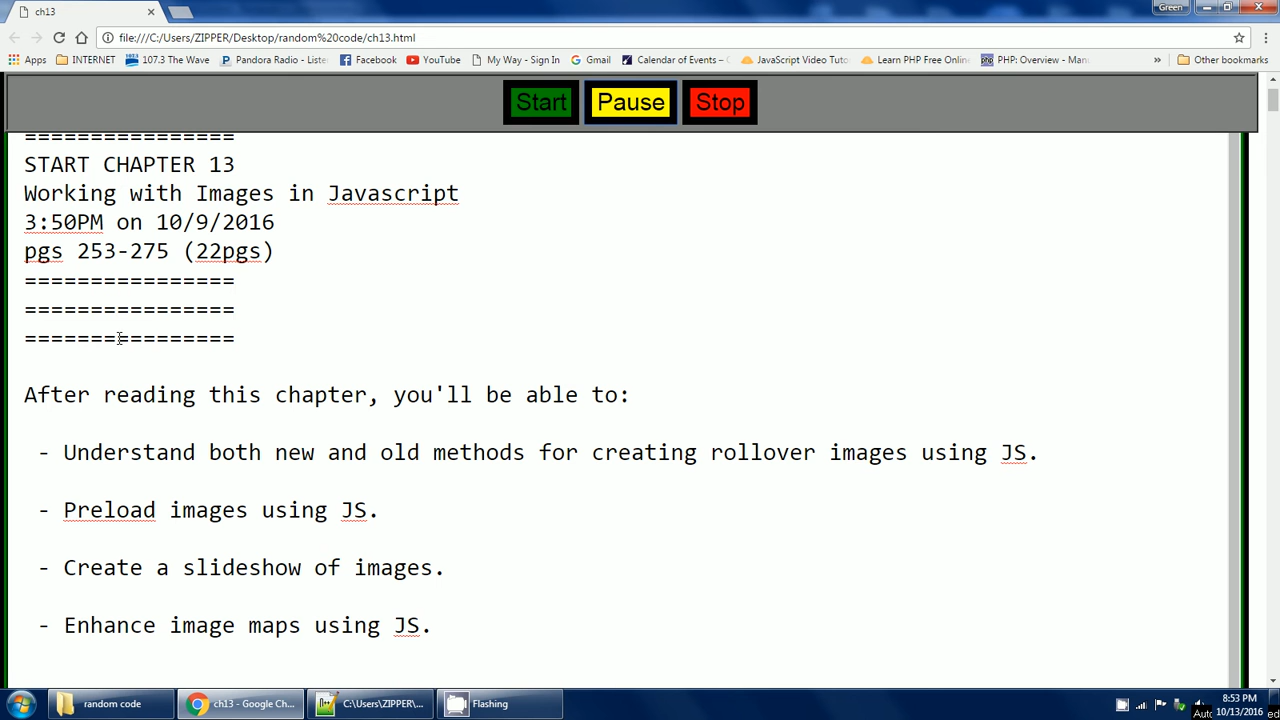 ch13
Green
file:///C:/Users/ZIPPER/Desktop/random%20code/ch13.html
Apps INTERNET 107.3 The Wave Pandora Radio - Liste Facebook YouTube My Way - Sign In Gmail Calendar of Events – JavaScript Video Tuto Learn PHP Free Onlin PHP: Overview - Man » Other bookmarks
Start Pause Stop
===============
START CHAPTER 13
Working with Images in Javascript
3:50PM on 10/9/2016
pgs 253-275 (22pgs)
================
================
================
After reading this chapter, you'll be able to:
- Understand both new and old methods for creating rollover images using JS.
- Preload images using JS.
- Create a slideshow of images.
- Enhance image maps using JS.
random code ch13 - Google Ch... C:\Users\ZIPPER\... Flashing
8:53 PM
10/13/2016